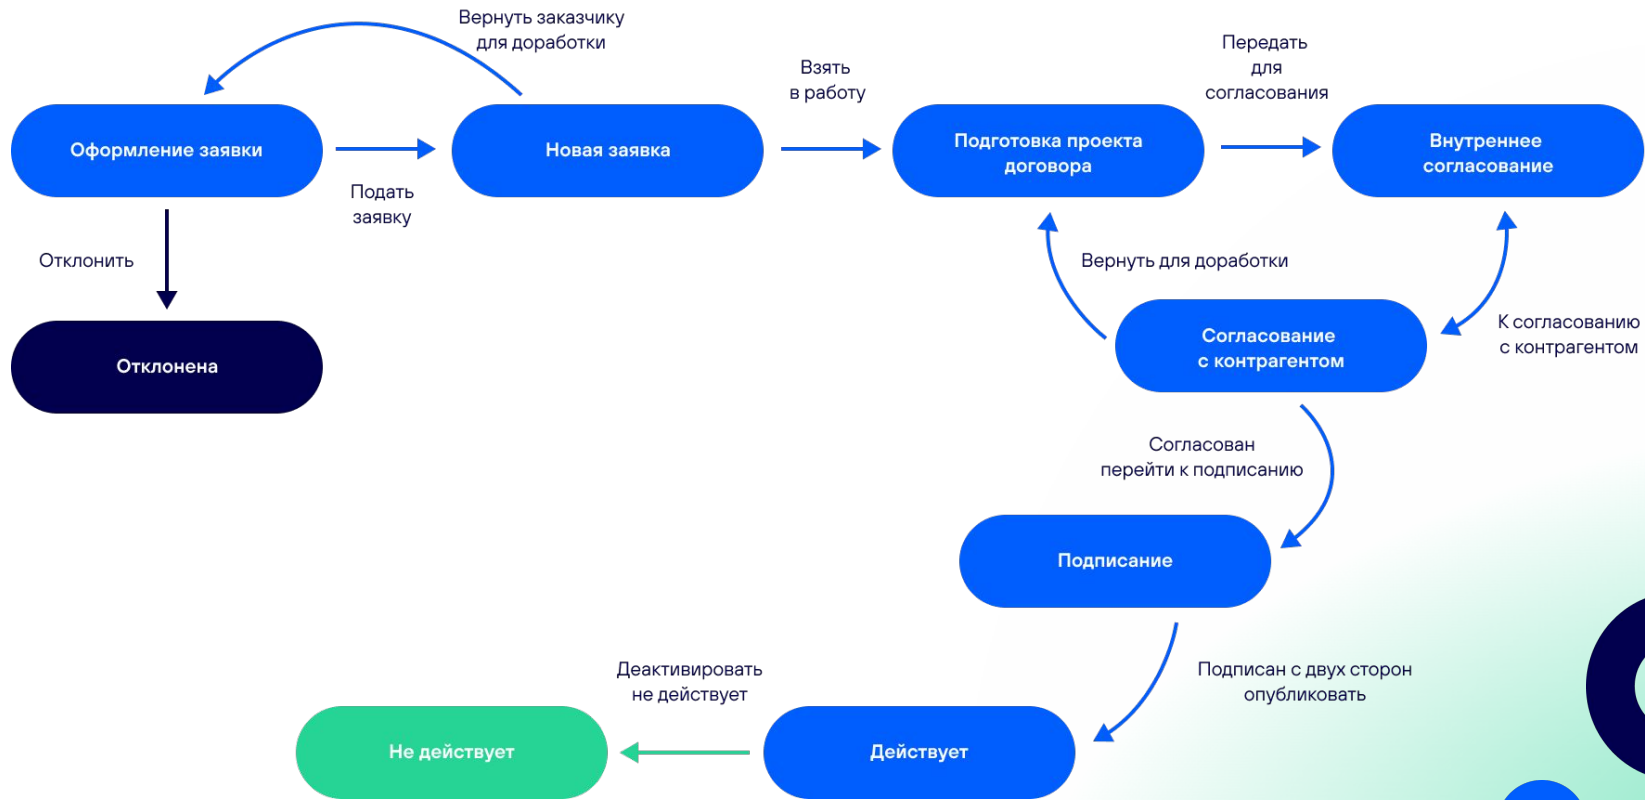 Вернуть заказчику
для доработки
Взять
в работу
Передать
для
согласования
Оформление заявки
Новая заявка
Подготовка проекта
договора
Внутреннее
согласование
Подать
заявку
Отклонить
Вернуть для доработки
Отклонена
Согласование
с контрагентом
К согласованию
с контрагентом
Согласован
перейти к подписанию
Подписание
Подписан с двух сторон
опубликовать
Деактивировать
не действует
Не действует
Действует